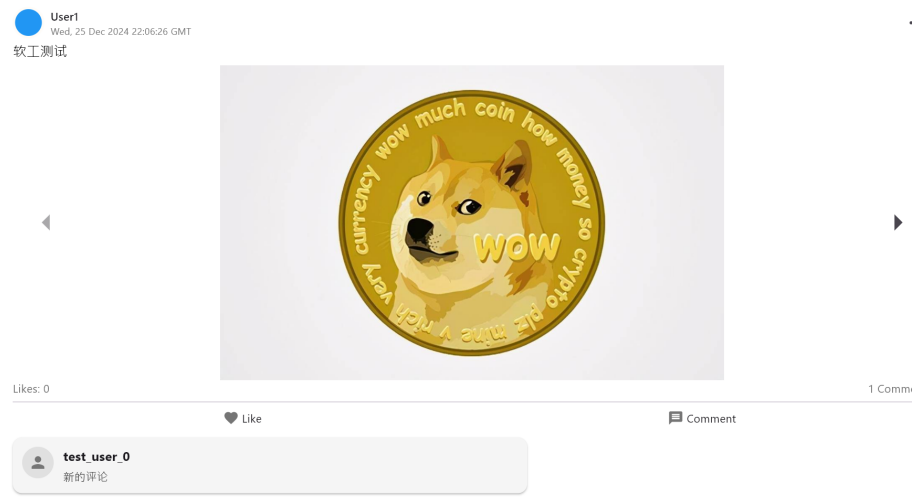 User1
Wed, 25 Dec 2024 22:06:26 GMT
软工测试
very currency wow much coin how money so crypto plz mine v rich
wow
Likes: 0
1 Comme
Like
Comment
test_user_0
新的评论